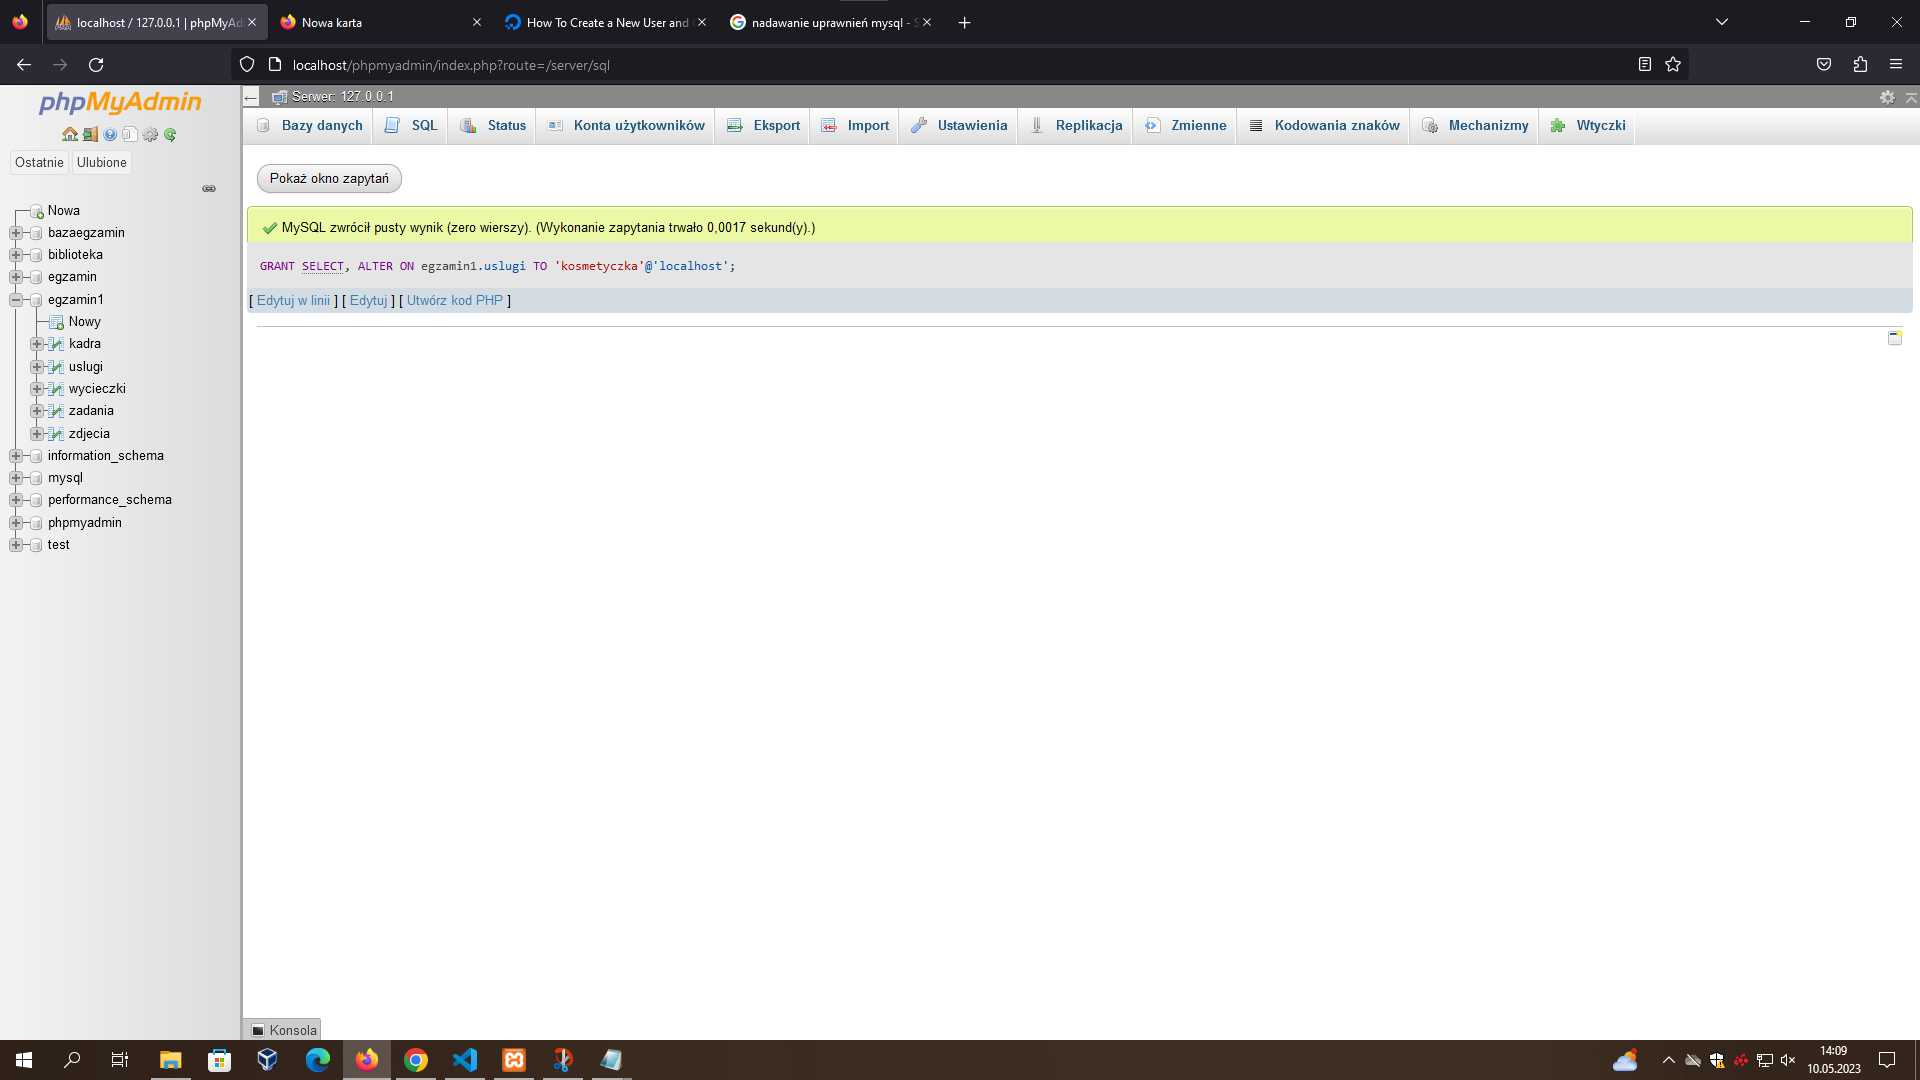 localhost / 127.0.0.1 | phpMyAd
Nowa karta
How To Create a New User and
nadawanie uprawnień mysql - S
localhost/phpmyadmin/index.php?route=/server/sql
phpMyAdmin
Ostatnie
Ulubione
Nowa
bazaegzamin
biblioteka
egzamin
egzamin1
Nowy
kadra
uslugi
wycieczki
zadania
zdjecia
information_schema
mysql
performance_schema
phpmyadmin
test
Serwer: 127.0.0.1
Bazy danych
SQL
Status
Konta użytkowników
Eksport
Import
Ustawienia
Replikacja
Zmienne
Kodowania znaków
Mechanizmy
Wtyczki
Pokaż okno zapytań
MySQL zwrócił pusty wynik (zero wierszy). (Wykonanie zapytania trwało 0,0017 sekund(y).)
GRANT SELECT, ALTER ON egzamin1.uslugi TO 'kosmetyczka'@'localhost';
[ Edytuj w linii ] [ Edytuj ] [ Utwórz kod PHP ]
Konsola
14:09
10.05.2023